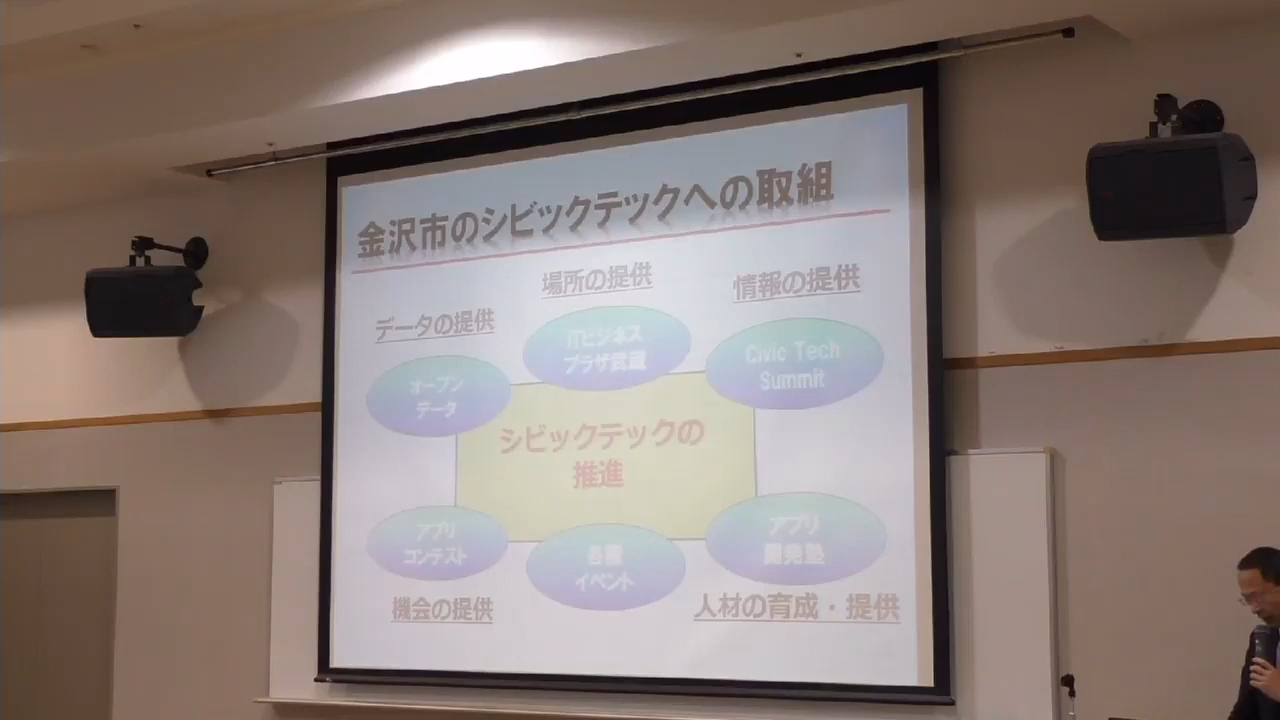 金沢市のシビックテックへの取組
場所の提供
情報の提供
データの提供
ITビジネス
プラザ武蔵
Civic Tech
Summit
オープン
データ
シビックテックの
推進
アプリ
コンテスト
各種
イベント
アプリ
開発塾
機会の提供
人材の育成・提供